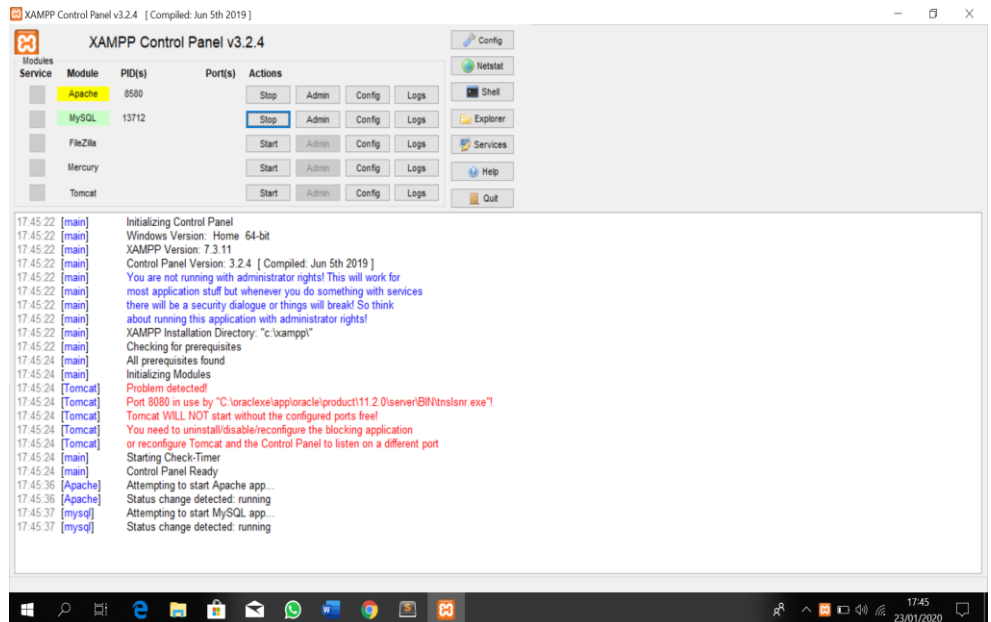 XAMPP Control Panel v3.2.4 [ Compiled: Jun 5th 2019 ]
XAMPP Control Panel v3.2.4
Modules
Service Module PID(s) Port(s) Actions
Apache 8580 Stop Admin Config Logs
MySQL 13712 Stop Admin Config Logs
FileZilla Start Admin Config Logs
Mercury Start Admin Config Logs
Tomcat Start Admin Config Logs
Config
Netstat
Shell
Explorer
Services
Help
Quit
17:45:22 [main] Initializing Control Panel
17:45:22 [main] Windows Version: Home 64-bit
17:45:22 [main] XAMPP Version: 7.3.11
17:45:22 [main] Control Panel Version: 3.2.4 [ Compiled: Jun 5th 2019 ]
17:45:22 [main] You are not running with administrator rights! This will work for
17:45:22 [main] most application stuff but whenever you do something with services
17:45:22 [main] there will be a security dialogue or things will break! So think
17:45:22 [main] about running this application with administrator rights!
17:45:22 [main] XAMPP Installation Directory: "c:\xampp\"
17:45:22 [main] Checking for prerequisites
17:45:24 [main] All prerequisites found
17:45:24 [main] Initializing Modules
17:45:24 [Tomcat] Problem detected!
17:45:24 [Tomcat] Port 8080 in use by "C:\oraclexe\app\oracle\product\11.2.0\server\BIN\tnslsnr.exe"!
17:45:24 [Tomcat] Tomcat WILL NOT start without the configured ports free!
17:45:24 [Tomcat] You need to uninstall/disable/reconfigure the blocking application
17:45:24 [Tomcat] or reconfigure Tomcat and the Control Panel to listen on a different port
17:45:24 [main] Starting Check-Timer
17:45:24 [main] Control Panel Ready
17:45:36 [Apache] Attempting to start Apache app...
17:45:36 [Apache] Status change detected: running
17:45:37 [mysql] Attempting to start MySQL app...
17:45:37 [mysql] Status change detected: running
17:45
23/01/2020